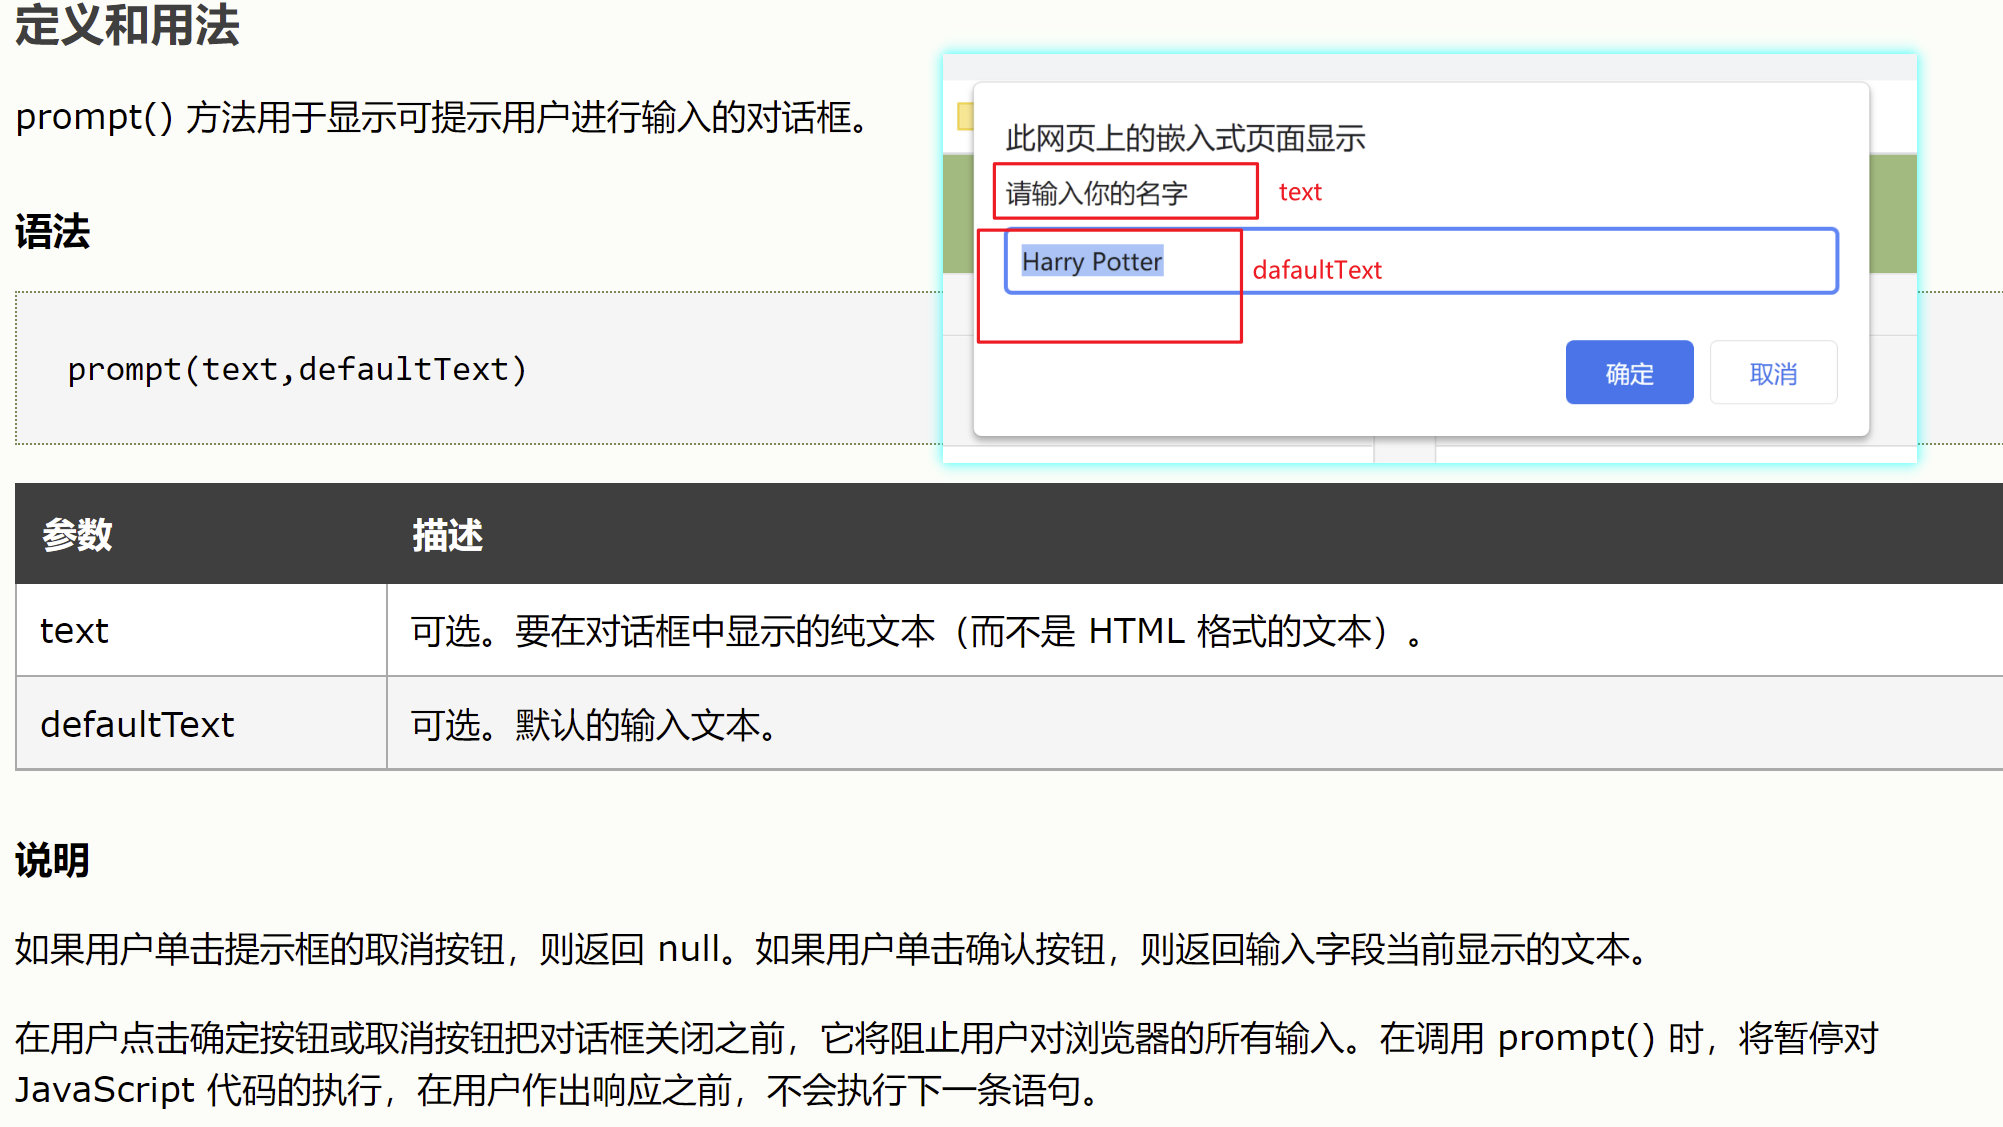 定义和用法
prompt() 方法用于显示可提示用户进行输入的对话框。
语法
prompt(text,defaultText)
此网页上的嵌入式页面显示
请输入你的名字 text
Harry Potter dafaultText
确定 取消
参数 描述
text 可选。要在对话框中显示的纯文本（而不是 HTML 格式的文本）。
defaultText 可选。默认的输入文本。
说明
如果用户单击提示框的取消按钮，则返回 null。如果用户单击确认按钮，则返回输入字段当前显示的文本。
在用户点击确定按钮或取消按钮把对话框关闭之前，它将阻止用户对浏览器的所有输入。在调用 prompt() 时，将暂停对
JavaScript 代码的执行，在用户作出响应之前，不会执行下一条语句。